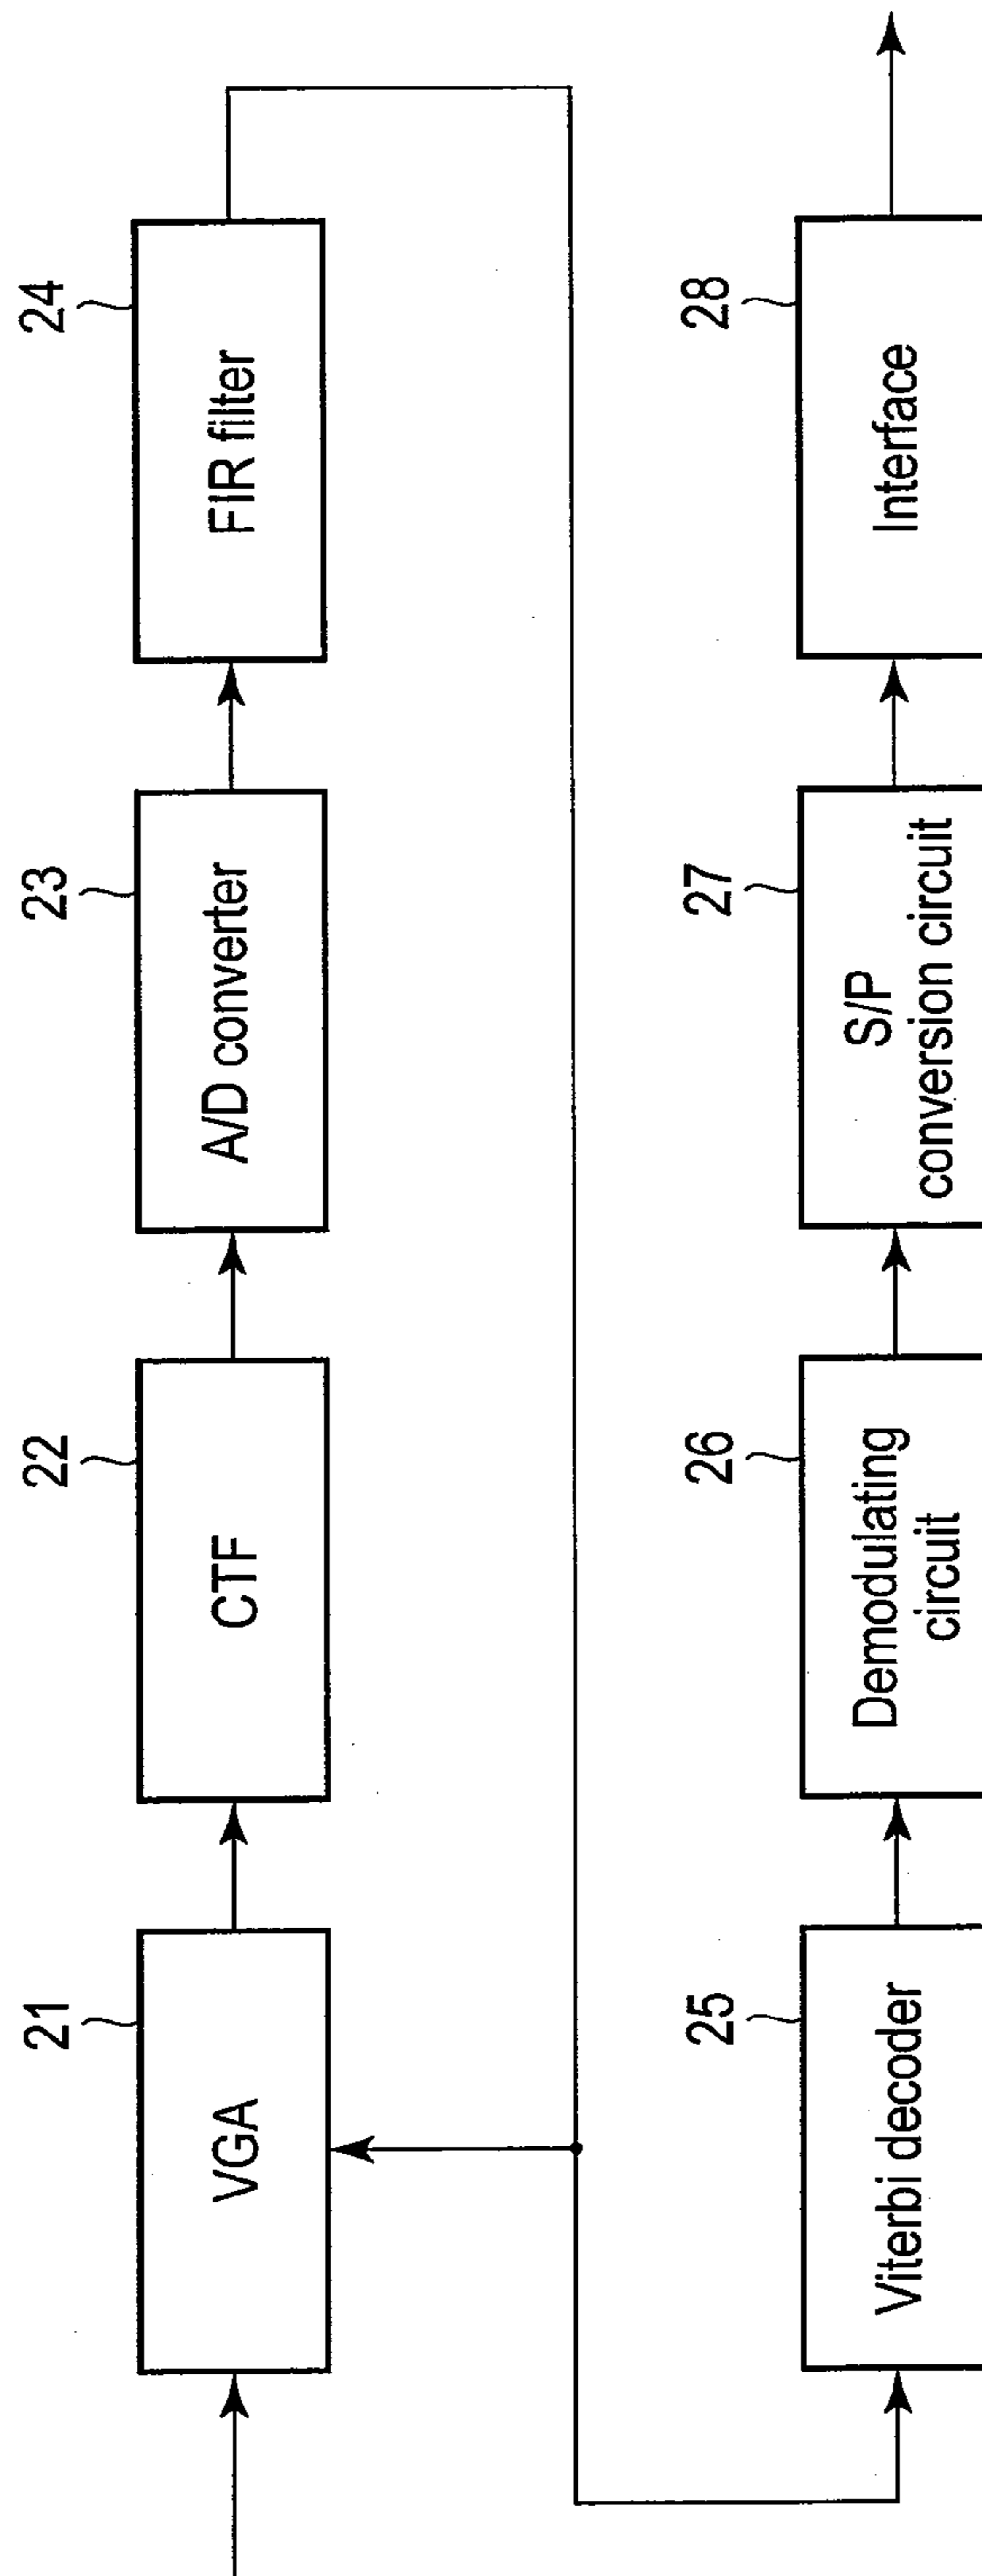 21
VGA
22
CTF
23
A/D converter
24
FIR filter
25
Viterbi decoder
26
Demodulating
circuit
27
S/P
conversion circuit
28
Interface